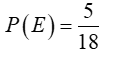 P(E) = 5/18